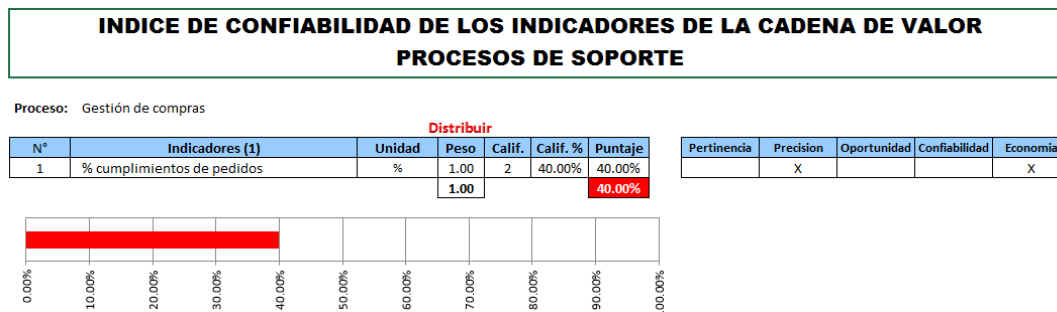 INDICE DE CONFIABILIDAD DE LOS INDICADORES DE LA CADENA DE VALOR
PROCESOS DE SOPORTE
Proceso: Gestión de compras
Distribuir
N° Indicadores (1) Unidad Peso Calif. Calif. % Puntaje Pertinencia Precision Oportunidad Confiabilidad Economia
1 % cumplimientos de pedidos % 1.00 2 40.00% 40.00% X X
1.00 40.00%
0.00% 10.00% 20.00% 30.00% 40.00% 50.00% 60.00% 70.00% 80.00% 90.00% 100.00%